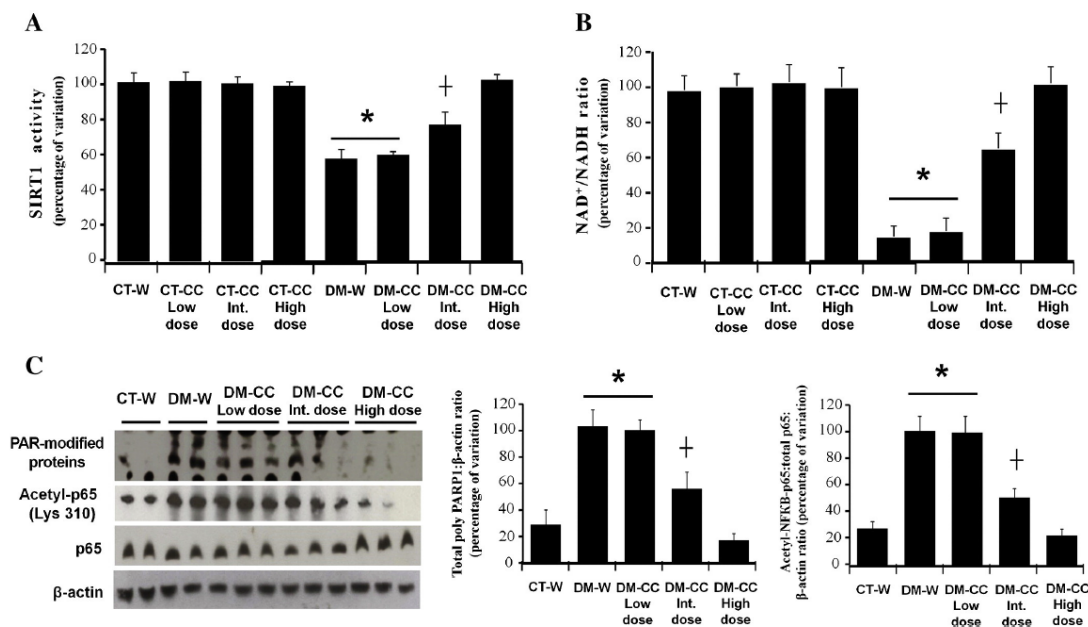 A
SIRT1 activity
(percentage of variation)
120
100
80
60
40
20
0
*
+
CT-W
CT-CC
Low
dose
CT-CC
Int.
dose
CT-CC
High
dose
DM-W
DM-CC
Low
dose
DM-CC
Int.
dose
DM-CC
High
dose
B
NAD+/NADH ratio
(percentage of variation)
120
100
80
60
40
20
0
*
+
CT-W
CT-CC
Low
dose
CT-CC
Int.
dose
CT-CC
High
dose
DM-W
DM-CC
Low
dose
DM-CC
Int.
dose
DM-CC
High
dose
C
CT-W
DM-W
DM-CC
Low dose
DM-CC
Int. dose
DM-CC
High dose
PAR-modified
proteins
Acetyl-p65
(Lys 310)
p65
β-actin
Total poly PARP1:β-actin ratio
(percentage of variation)
120
100
80
60
40
20
0
*
+
CT-W
DM-W
DM-CC
Low
dose
DM-CC
Int.
dose
DM-CC
High
dose
Acetyl-NFKB-p65:total p65:
β-actin ratio (percentage of variation)
120
100
80
60
40
20
0
*
+
CT-W
DM-W
DM-CC
Low
dose
DM-CC
Int.
dose
DM-CC
High
dose